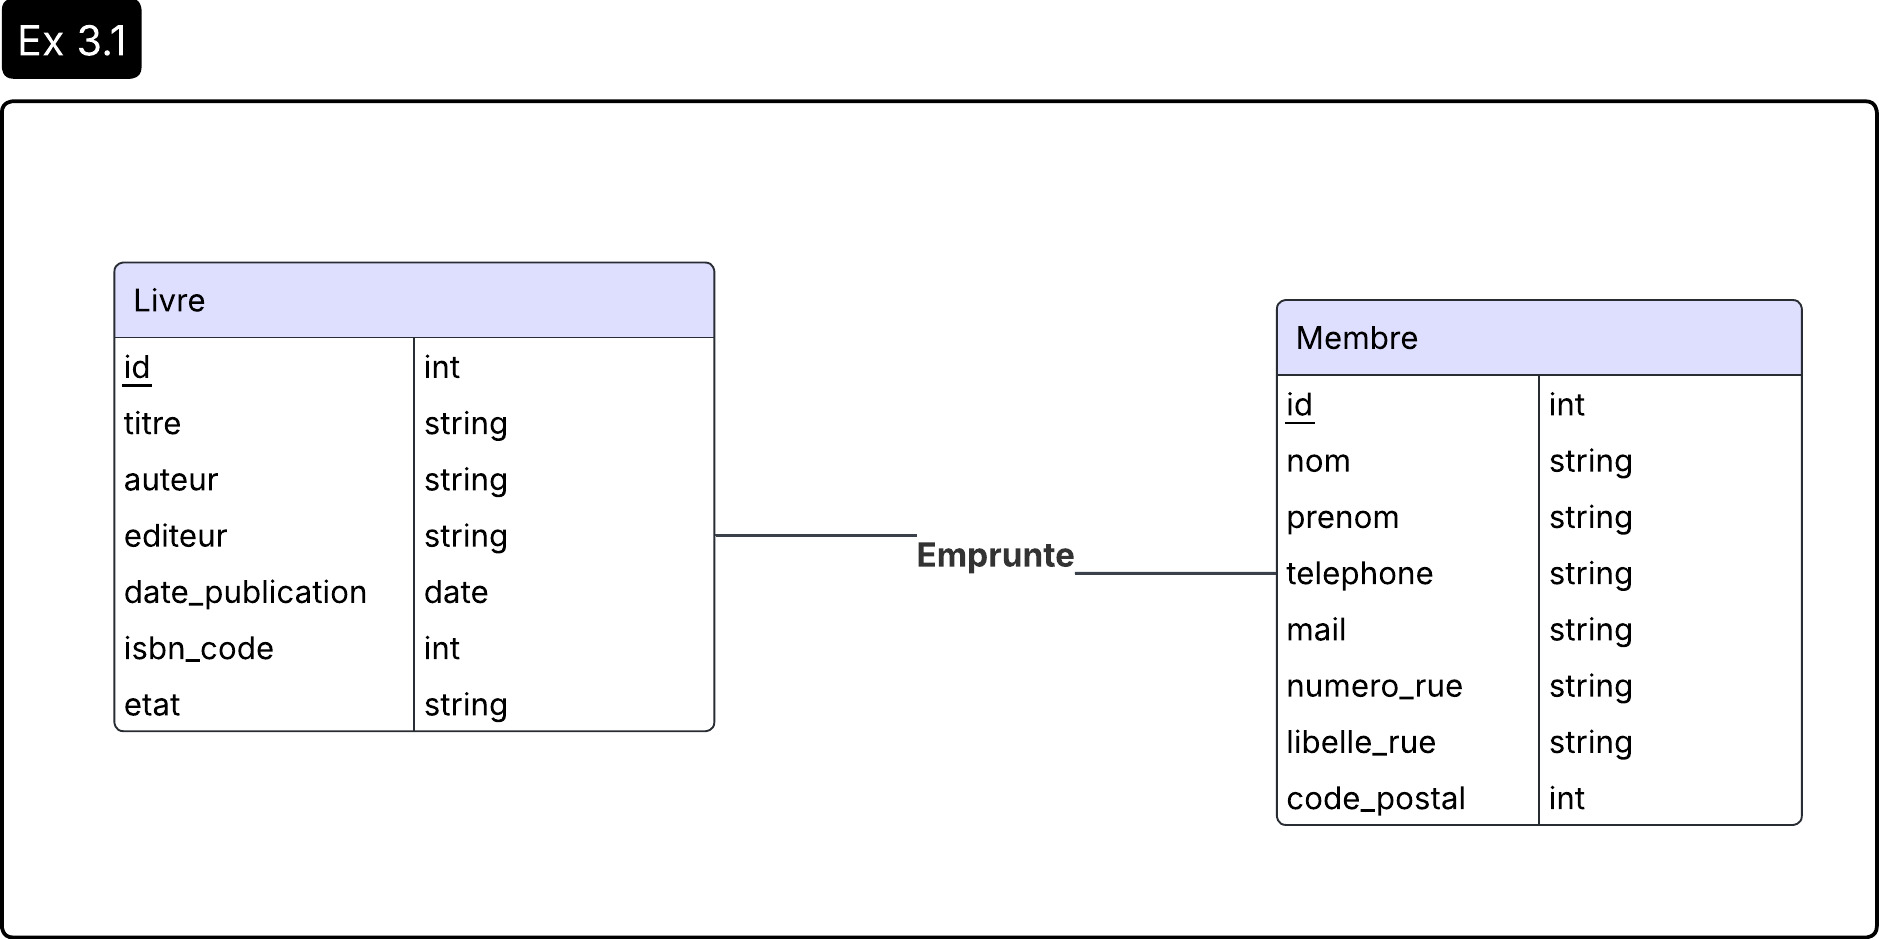 Ex 3.1
Livre
id int
titre string
auteur string
editeur string
date_publication date
isbn_code int
etat string
Emprunte
Membre
id int
nom string
prenom string
telephone string
mail string
numero_rue string
libelle_rue string
code_postal int